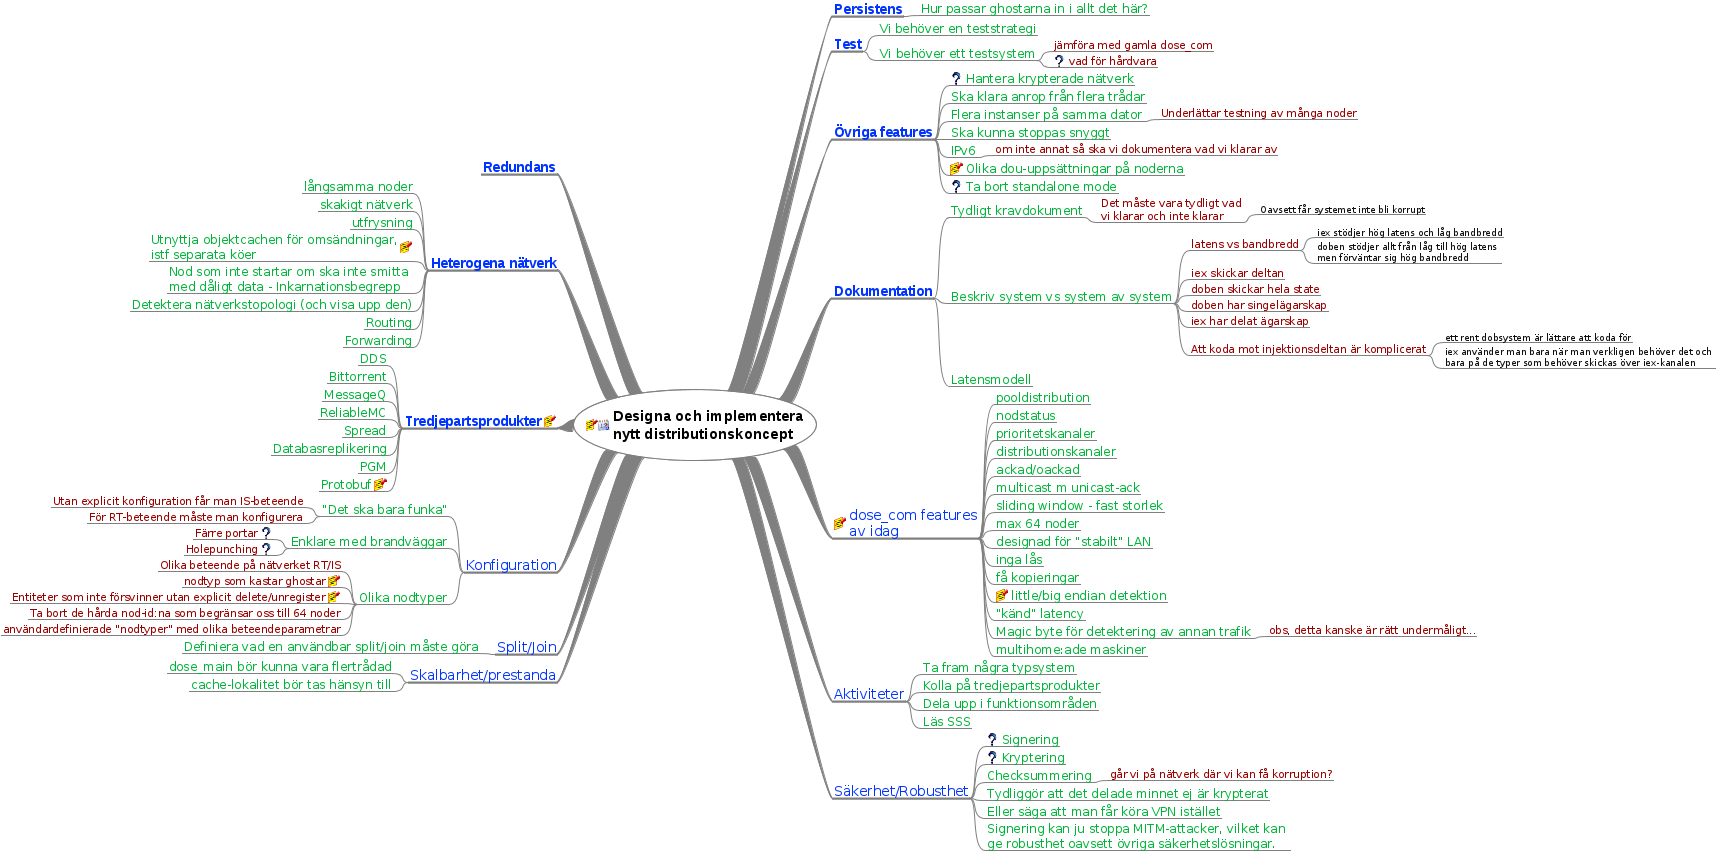 Designa och implementera
nytt distributionskoncept
Persistens
Hur passar ghostarna in i allt det här?
Test
Vi behöver en teststrategi
Vi behöver ett testsystem
jämföra med gamla dose_com
vad för hårdvara
Övriga features
Hantera krypterade nätverk
Ska klara anrop från flera trådar
Flera instanser på samma dator
Underlättar testning av många noder
Ska kunna stoppas snyggt
IPv6
om inte annat så ska vi dokumentera vad vi klarar av
Olika dou-uppsättningar på noderna
Ta bort standalone mode
Dokumentation
Tydligt kravdokument
Det måste vara tydligt vad
vi klarar och inte klarar
Oavsett får systemet inte bli korrupt
Beskriv system vs system av system
latens vs bandbredd
iex stödjer hög latens och låg bandbredd
doben stödjer allt från låg till hög latens
men förväntar sig hög bandbredd
iex skickar deltan
doben skickar hela state
doben har singelägarskap
iex har delat ägarskap
Att koda mot injektionsdeltan är komplicerat
ett rent dobsystem är lättare att koda för
iex använder man bara när man verkligen behöver det och
bara på de typer som behöver skickas över iex-kanalen
Latensmodell
dose_com features
av idag
pooldistribution
nodstatus
prioritetskanaler
distributionskanaler
ackad/oackad
multicast m unicast-ack
sliding window - fast storlek
max 64 noder
designad för "stabilt" LAN
inga lås
få kopieringar
little/big endian detektion
"känd" latency
Magic byte för detektering av annan trafik
obs, detta kanske är rätt undermåligt...
multihome:ade maskiner
Aktiviteter
Ta fram några typsystem
Kolla på tredjepartsprodukter
Dela upp i funktionsområden
Läs SSS
Säkerhet/Robusthet
Signering
Kryptering
Checksummering
går vi på nätverk där vi kan få korruption?
Tydliggör att det delade minnet ej är krypterat
Eller säga att man får köra VPN istället
Signering kan ju stoppa MITM-attacker, vilket kan
ge robusthet oavsett övriga säkerhetslösningar.
Redundans
Heterogena nätverk
långsamma noder
skakigt nätverk
utfrysning
Utnyttja objektcachen för omsändningar,
istf separata köer
Nod som inte startar om ska inte smitta
med dåligt data - Inkarnationsbegrepp
Detektera nätverkstopologi (och visa upp den)
Routing
Forwarding
Tredjepartsprodukter
DDS
Bittorrent
MessageQ
ReliableMC
Spread
Databasreplikering
PGM
Protobuf
Konfiguration
"Det ska bara funka"
Utan explicit konfiguration får man IS-beteende
För RT-beteende måste man konfigurera
Enklare med brandväggar
Färre portar
Holepunching
Olika nodtyper
Olika beteende på nätverket RT/IS
nodtyp som kastar ghostar
Entiteter som inte försvinner utan explicit delete/unregister
Ta bort de hårda nod-id:na som begränsar oss till 64 noder
användardefinierade "nodtyper" med olika beteendeparametrar
Split/Join
Definiera vad en användbar split/join måste göra
Skalbarhet/prestanda
dose_main bör kunna vara flertrådad
cache-lokalitet bör tas hänsyn till